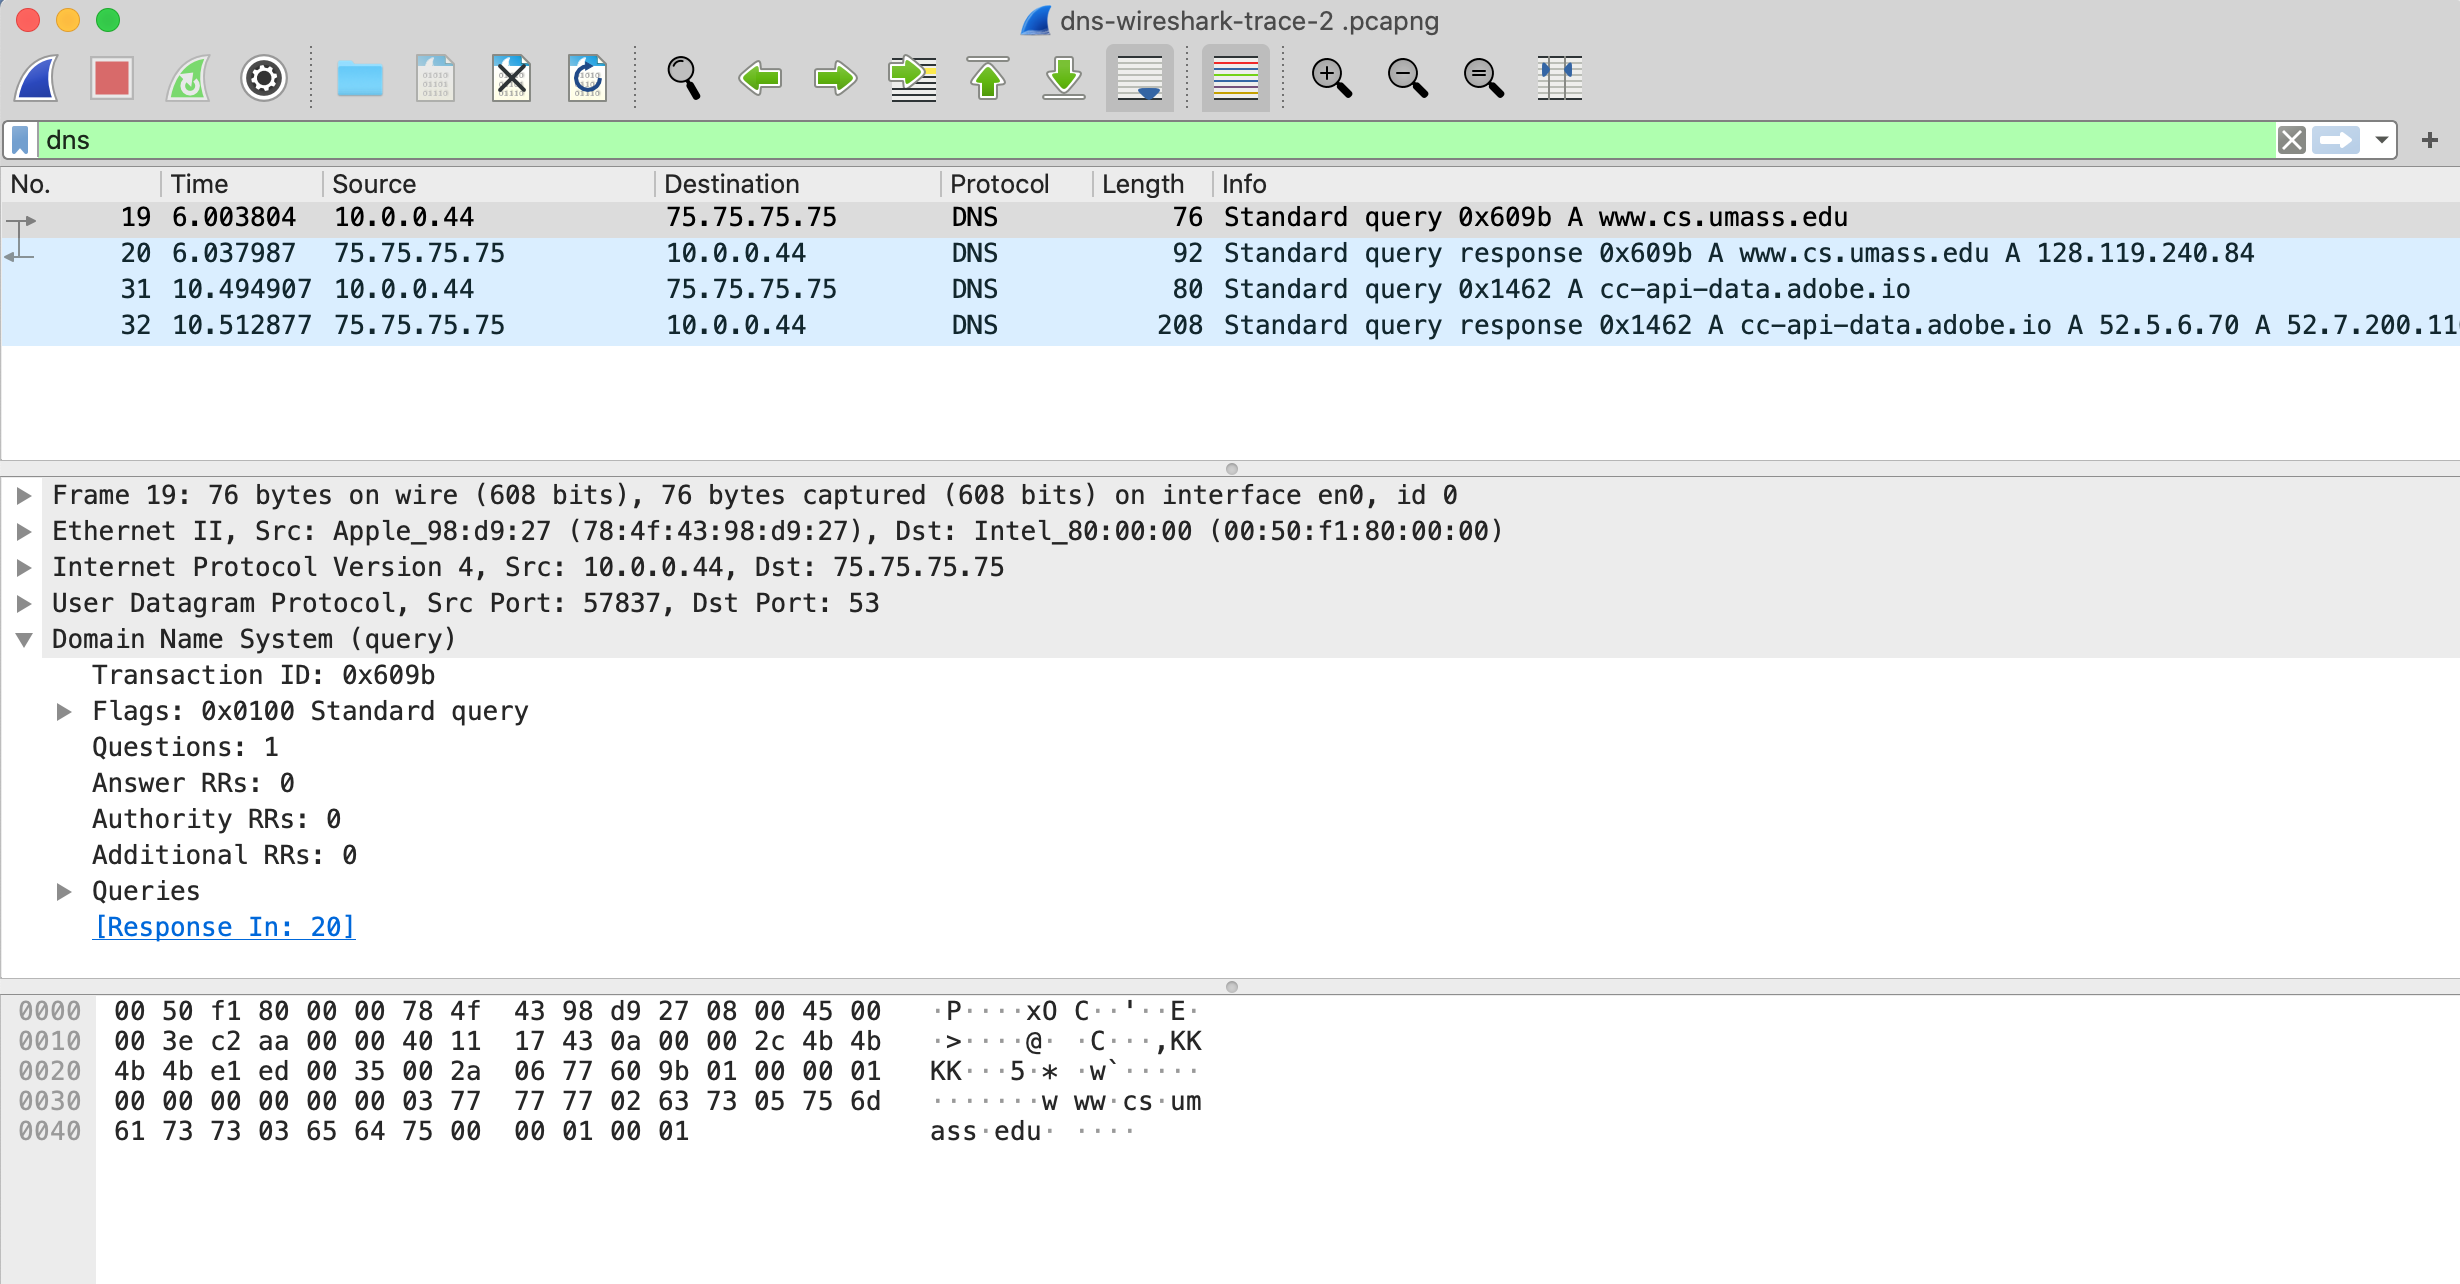 dns-wireshark-trace-2 .pcapng
dns
No. Time Source Destination Protocol Length Info
19 6.003804 10.0.0.44 75.75.75.75 DNS 76 Standard query 0x609b A www.cs.umass.edu
20 6.037987 75.75.75.75 10.0.0.44 DNS 92 Standard query response 0x609b A www.cs.umass.edu A 128.119.240.84
31 10.494907 10.0.0.44 75.75.75.75 DNS 80 Standard query 0x1462 A cc-api-data.adobe.io
32 10.512877 75.75.75.75 10.0.0.44 DNS 208 Standard query response 0x1462 A cc-api-data.adobe.io A 52.5.6.70 A 52.7.200.11
Frame 19: 76 bytes on wire (608 bits), 76 bytes captured (608 bits) on interface en0, id 0
Ethernet II, Src: Apple_98:d9:27 (78:4f:43:98:d9:27), Dst: Intel_80:00:00 (00:50:f1:80:00:00)
Internet Protocol Version 4, Src: 10.0.0.44, Dst: 75.75.75.75
User Datagram Protocol, Src Port: 57837, Dst Port: 53
Domain Name System (query)
Transaction ID: 0x609b
Flags: 0x0100 Standard query
Questions: 1
Answer RRs: 0
Authority RRs: 0
Additional RRs: 0
Queries
[Response In: 20]
0000 00 50 f1 80 00 00 78 4f 43 98 d9 27 08 00 45 00 ·P····xO C··'··E·
0010 00 3e c2 aa 00 00 40 11 17 43 0a 00 00 2c 4b 4b ·>····@· ·C···,KK
0020 4b 4b e1 ed 00 35 00 2a 06 77 60 9b 01 00 00 01 KK···5·* ·w`·····
0030 00 00 00 00 00 00 03 77 77 77 02 63 73 05 75 6d ·······w ww·cs·um
0040 61 73 73 03 65 64 75 00 00 01 00 01 ass·edu· ····